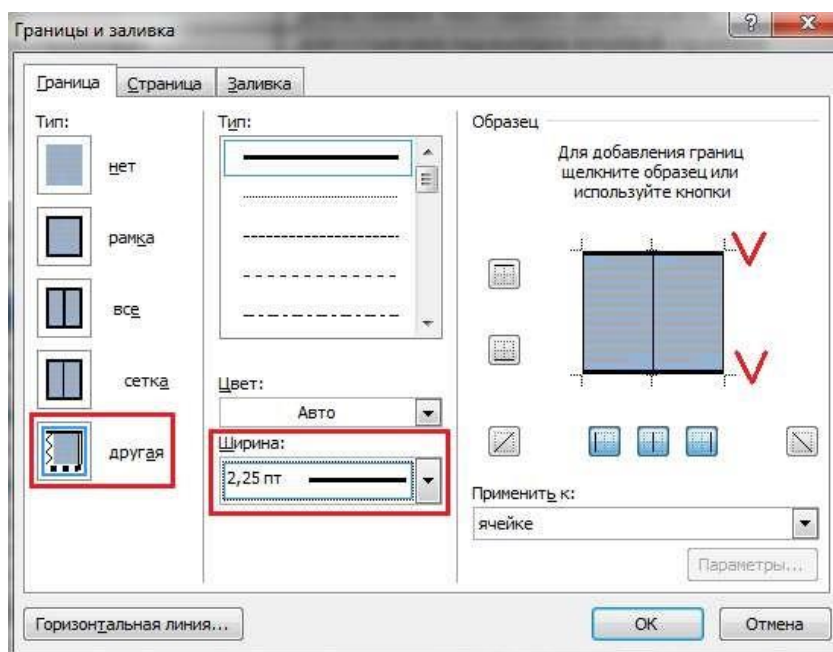 Границы и заливка
Граница
Страница
Заливка
Тип:
нет
рамка
все
сетка
другая
Тип:
Цвет:
Авто
Ширина:
2,25 пт
Образец
Для добавления границ
щелкните образец или
используйте кнопки
Применить к:
ячейке
Параметры...
Горизонтальная линия...
ОК
Отмена